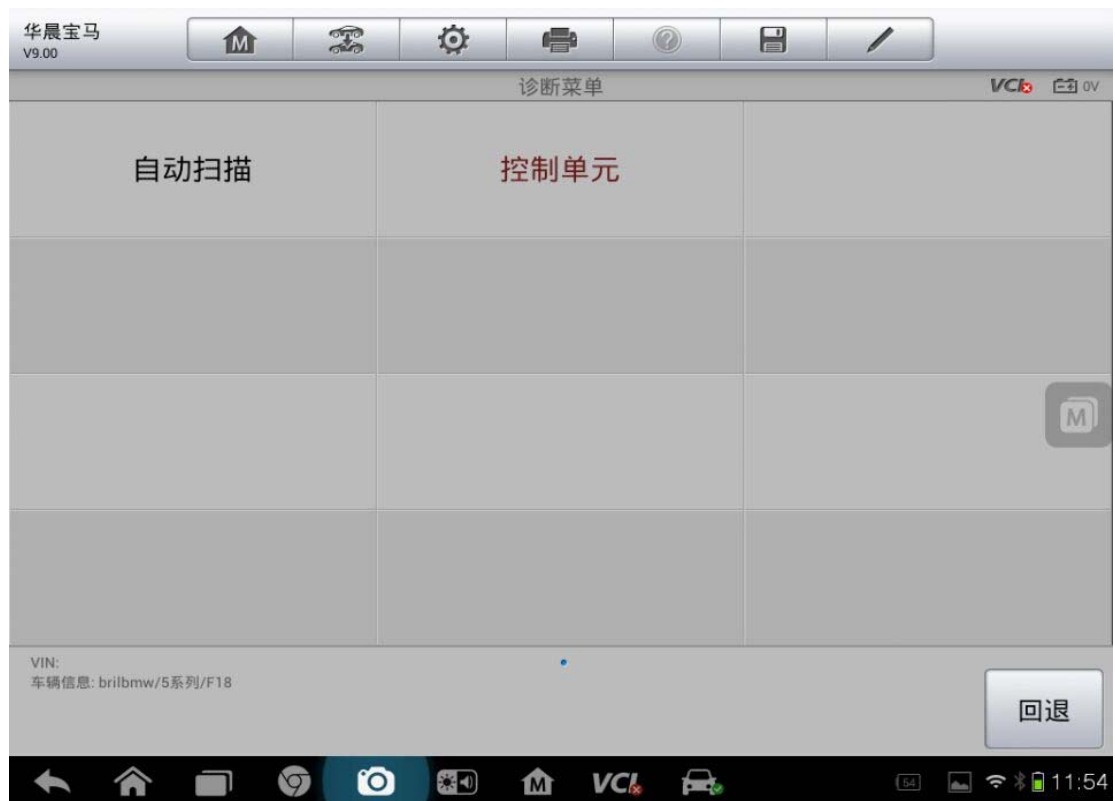 华晨宝马
V9.00
M
?
诊断菜单
VCI
0V
自动扫描
控制单元
M
VIN:
车辆信息: brilbmw/5系列/F18
回退
M
VCI
54
11:54